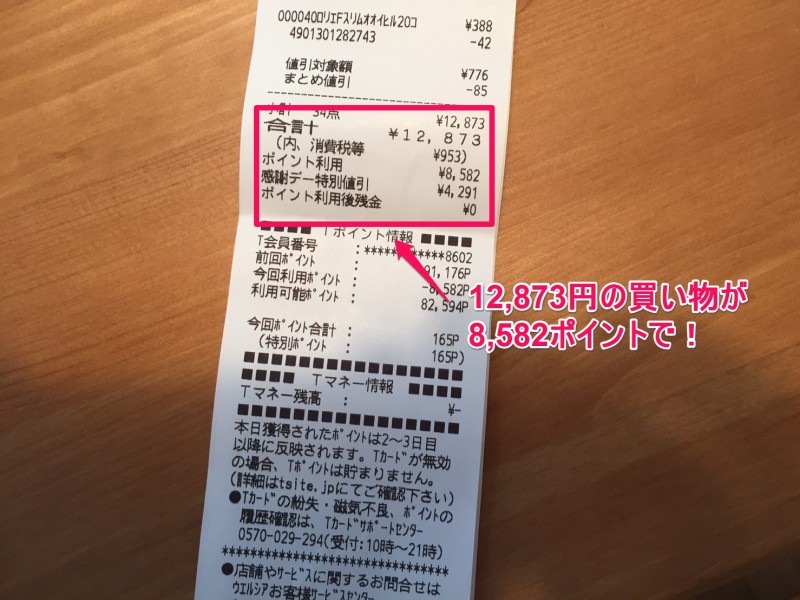 000040ロリエFスリムオオイヒル20コ ¥388
4901301282743 -42
値引対象額 ¥776
まとめ値引 -85
小計 34点 ¥12,873
合計 ¥12,873
(内、消費税等 ¥953)
ポイント利用 ¥8,582
感謝デー特別値引 ¥4,291
ポイント利用後残金 ¥0
■■■■ Tポイント情報 ■■■■
T会員番号 : ***********8602
前回ポイント : 91,176P
今回利用ポイント : -8,582P
利用可能ポイント : 82,594P
12,873円の買い物が
8,582ポイントで！
今回ポイント合計 : 165P
(特別ポイント : 165P)
■■■■ Tマネー情報 ■■■■
Tマネー残高 : ¥-
本日獲得されたポイントは2〜3日目
以降に反映されます。Tカードが無効
の場合、Tポイントは貯まりません。
(詳細はtsite.jpにてご確認下さい)
●Tカードの紛失・磁気不良、ポイントの
履歴確認は、Tカードサポートセンター
0570-029-294(受付:10時〜21時)
●店舗やサービスに関するお問合せは
ウエルシアお客様サービスセンター